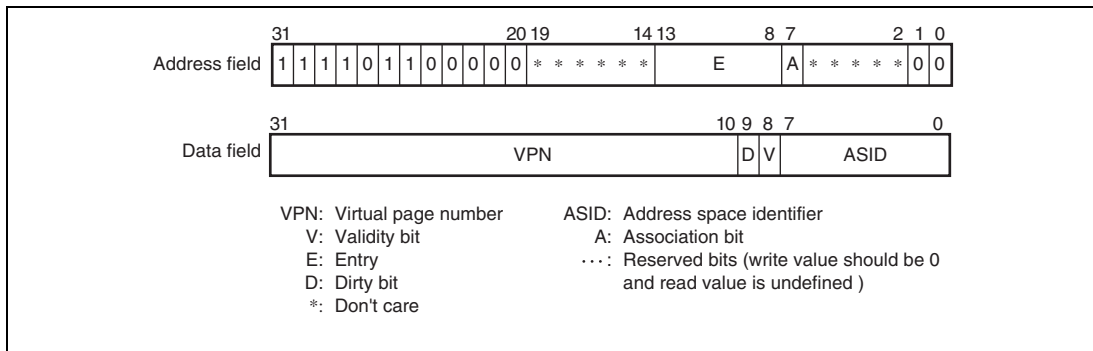 31 20 19 14 13 8 7 2 1 0
Address field 1 1 1 1 0 1 1 0 0 0 0 0 * * * * * * E A * * * * * 0 0
31 10 9 8 7 0
Data field VPN D V ASID
VPN: Virtual page number
V: Validity bit
E: Entry
D: Dirty bit
*: Don't care
ASID: Address space identifier
A: Association bit
···: Reserved bits (write value should be 0
and read value is undefined )